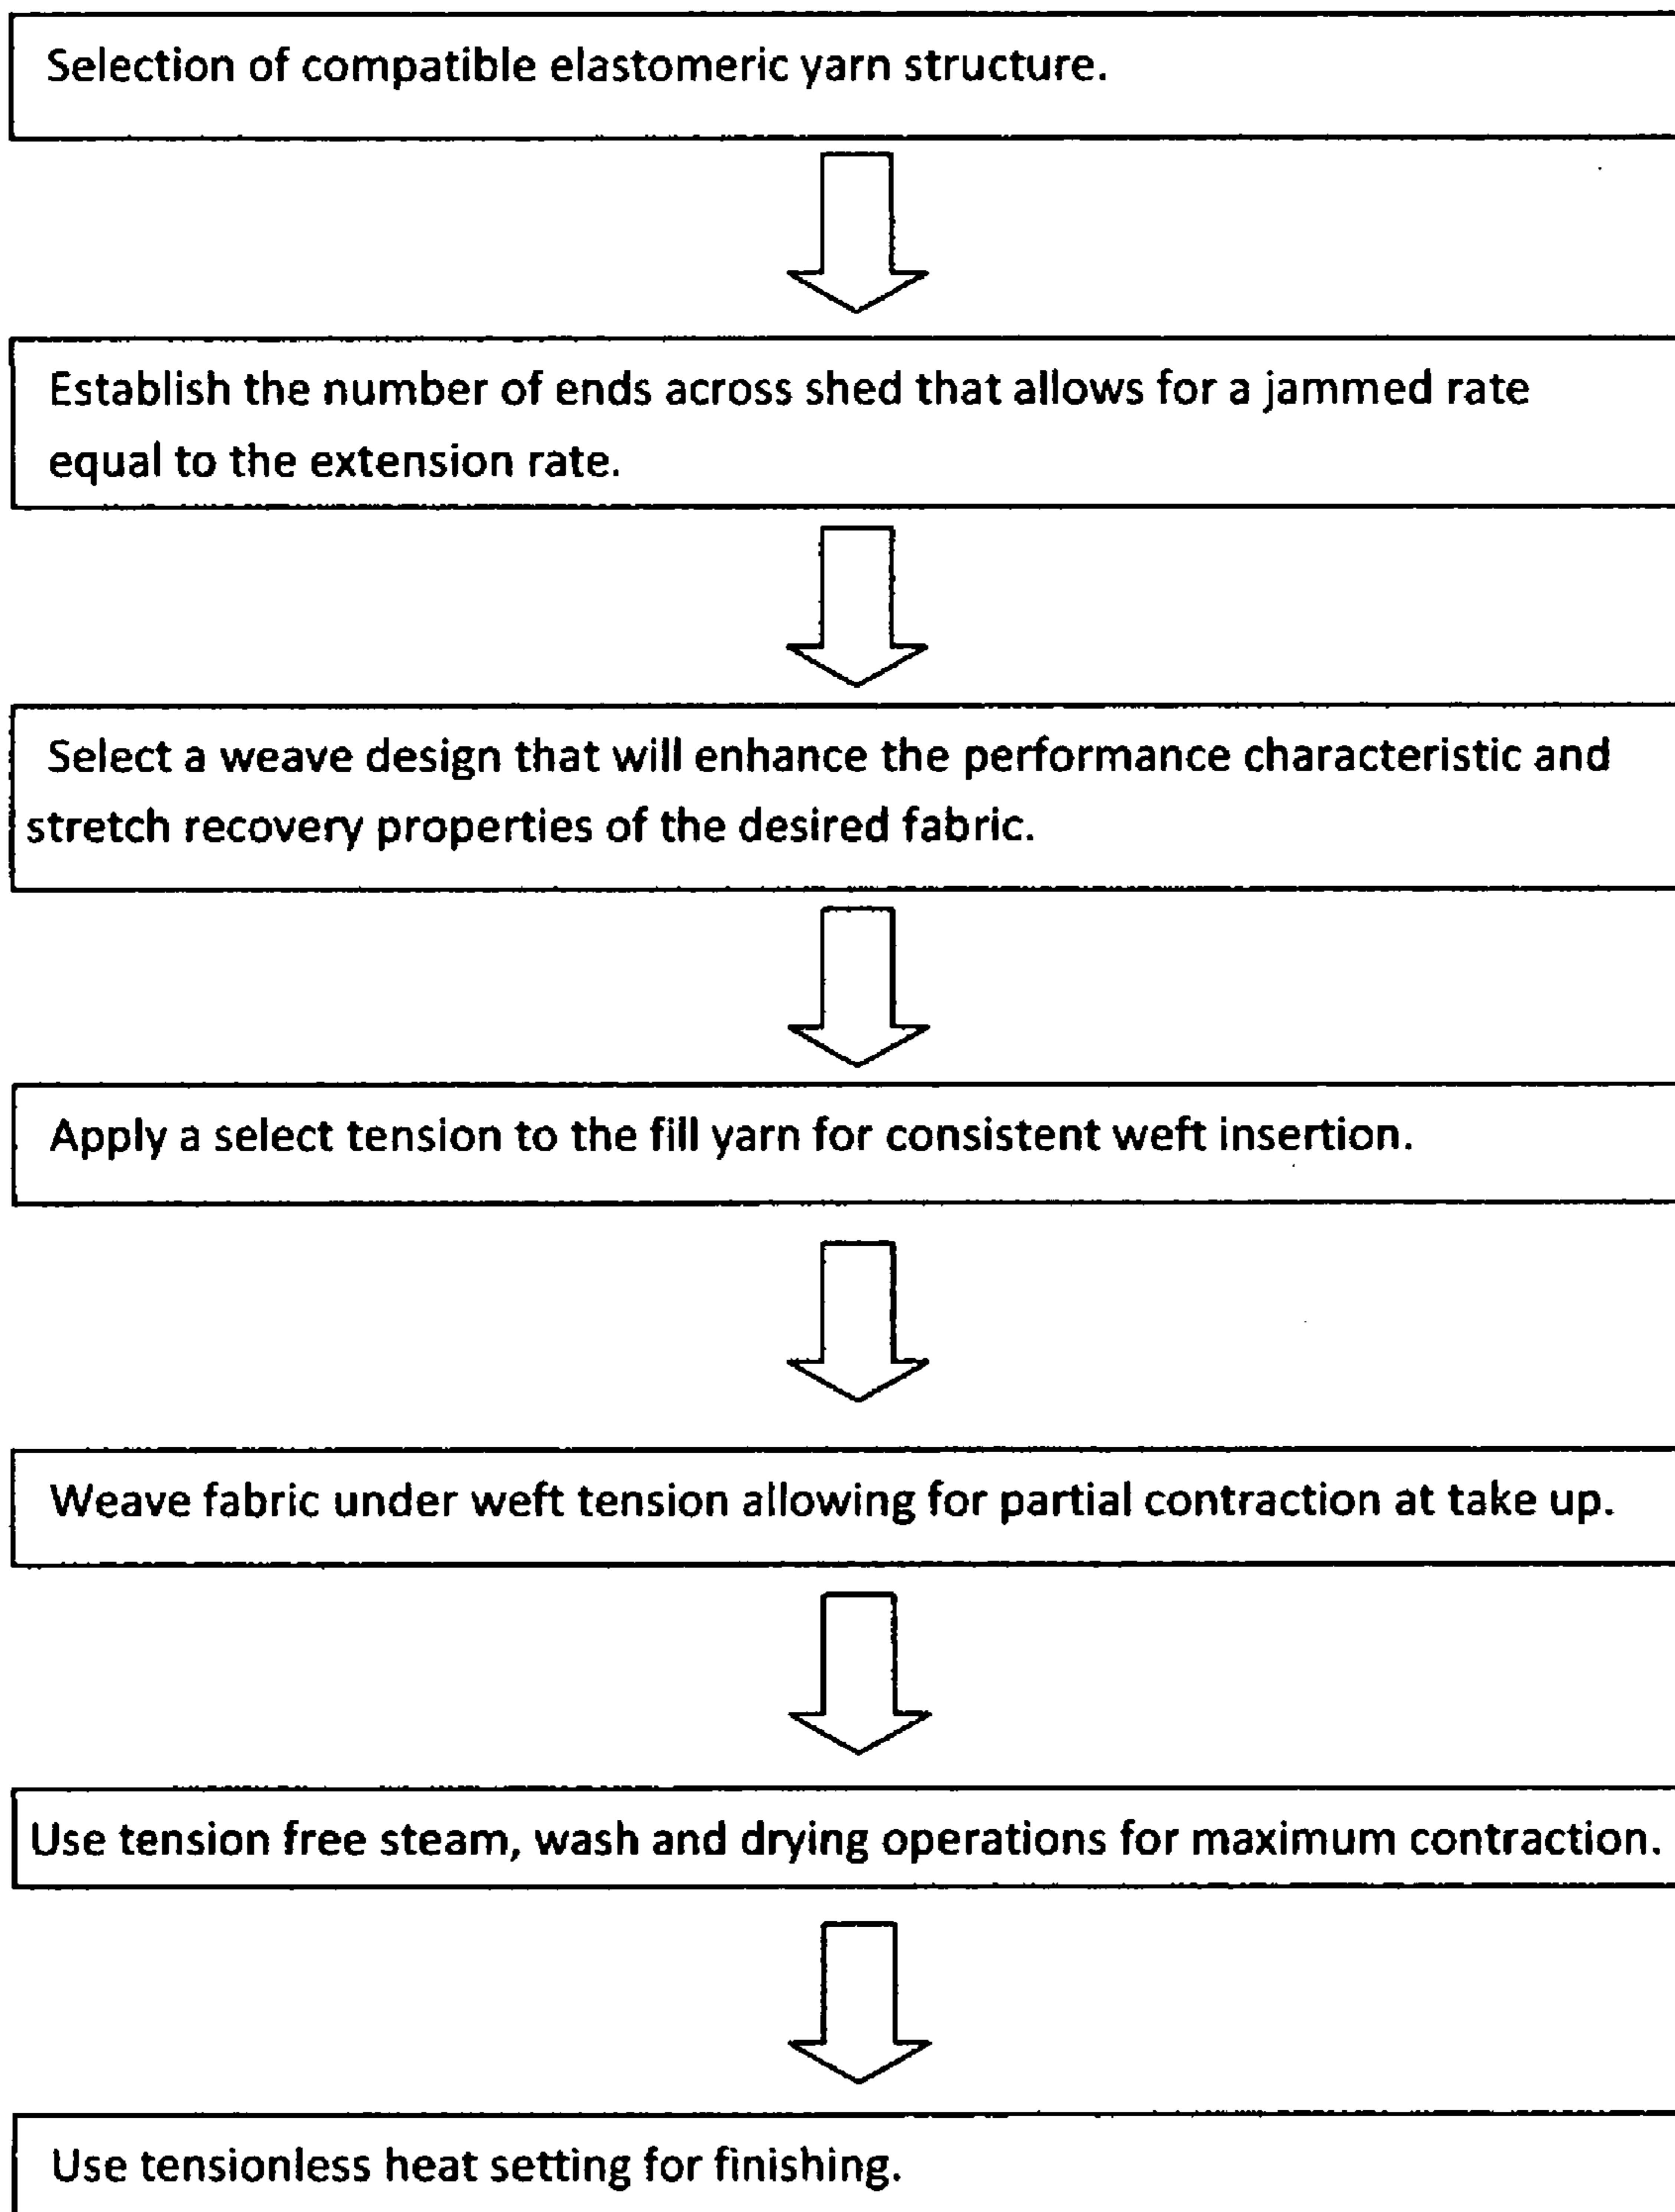 Selection of compatible elastomeric yarn structure.
Establish the number of ends across shed that allows for a jammed rate
equal to the extension rate.
Select a weave design that will enhance the performance characteristic and
stretch recovery properties of the desired fabric.
Apply a select tension to the fill yarn for consistent weft insertion.
Weave fabric under weft tension allowing for partial contraction at take up.
Use tension free steam, wash and drying operations for maximum contraction.
Use tensionless heat setting for finishing.